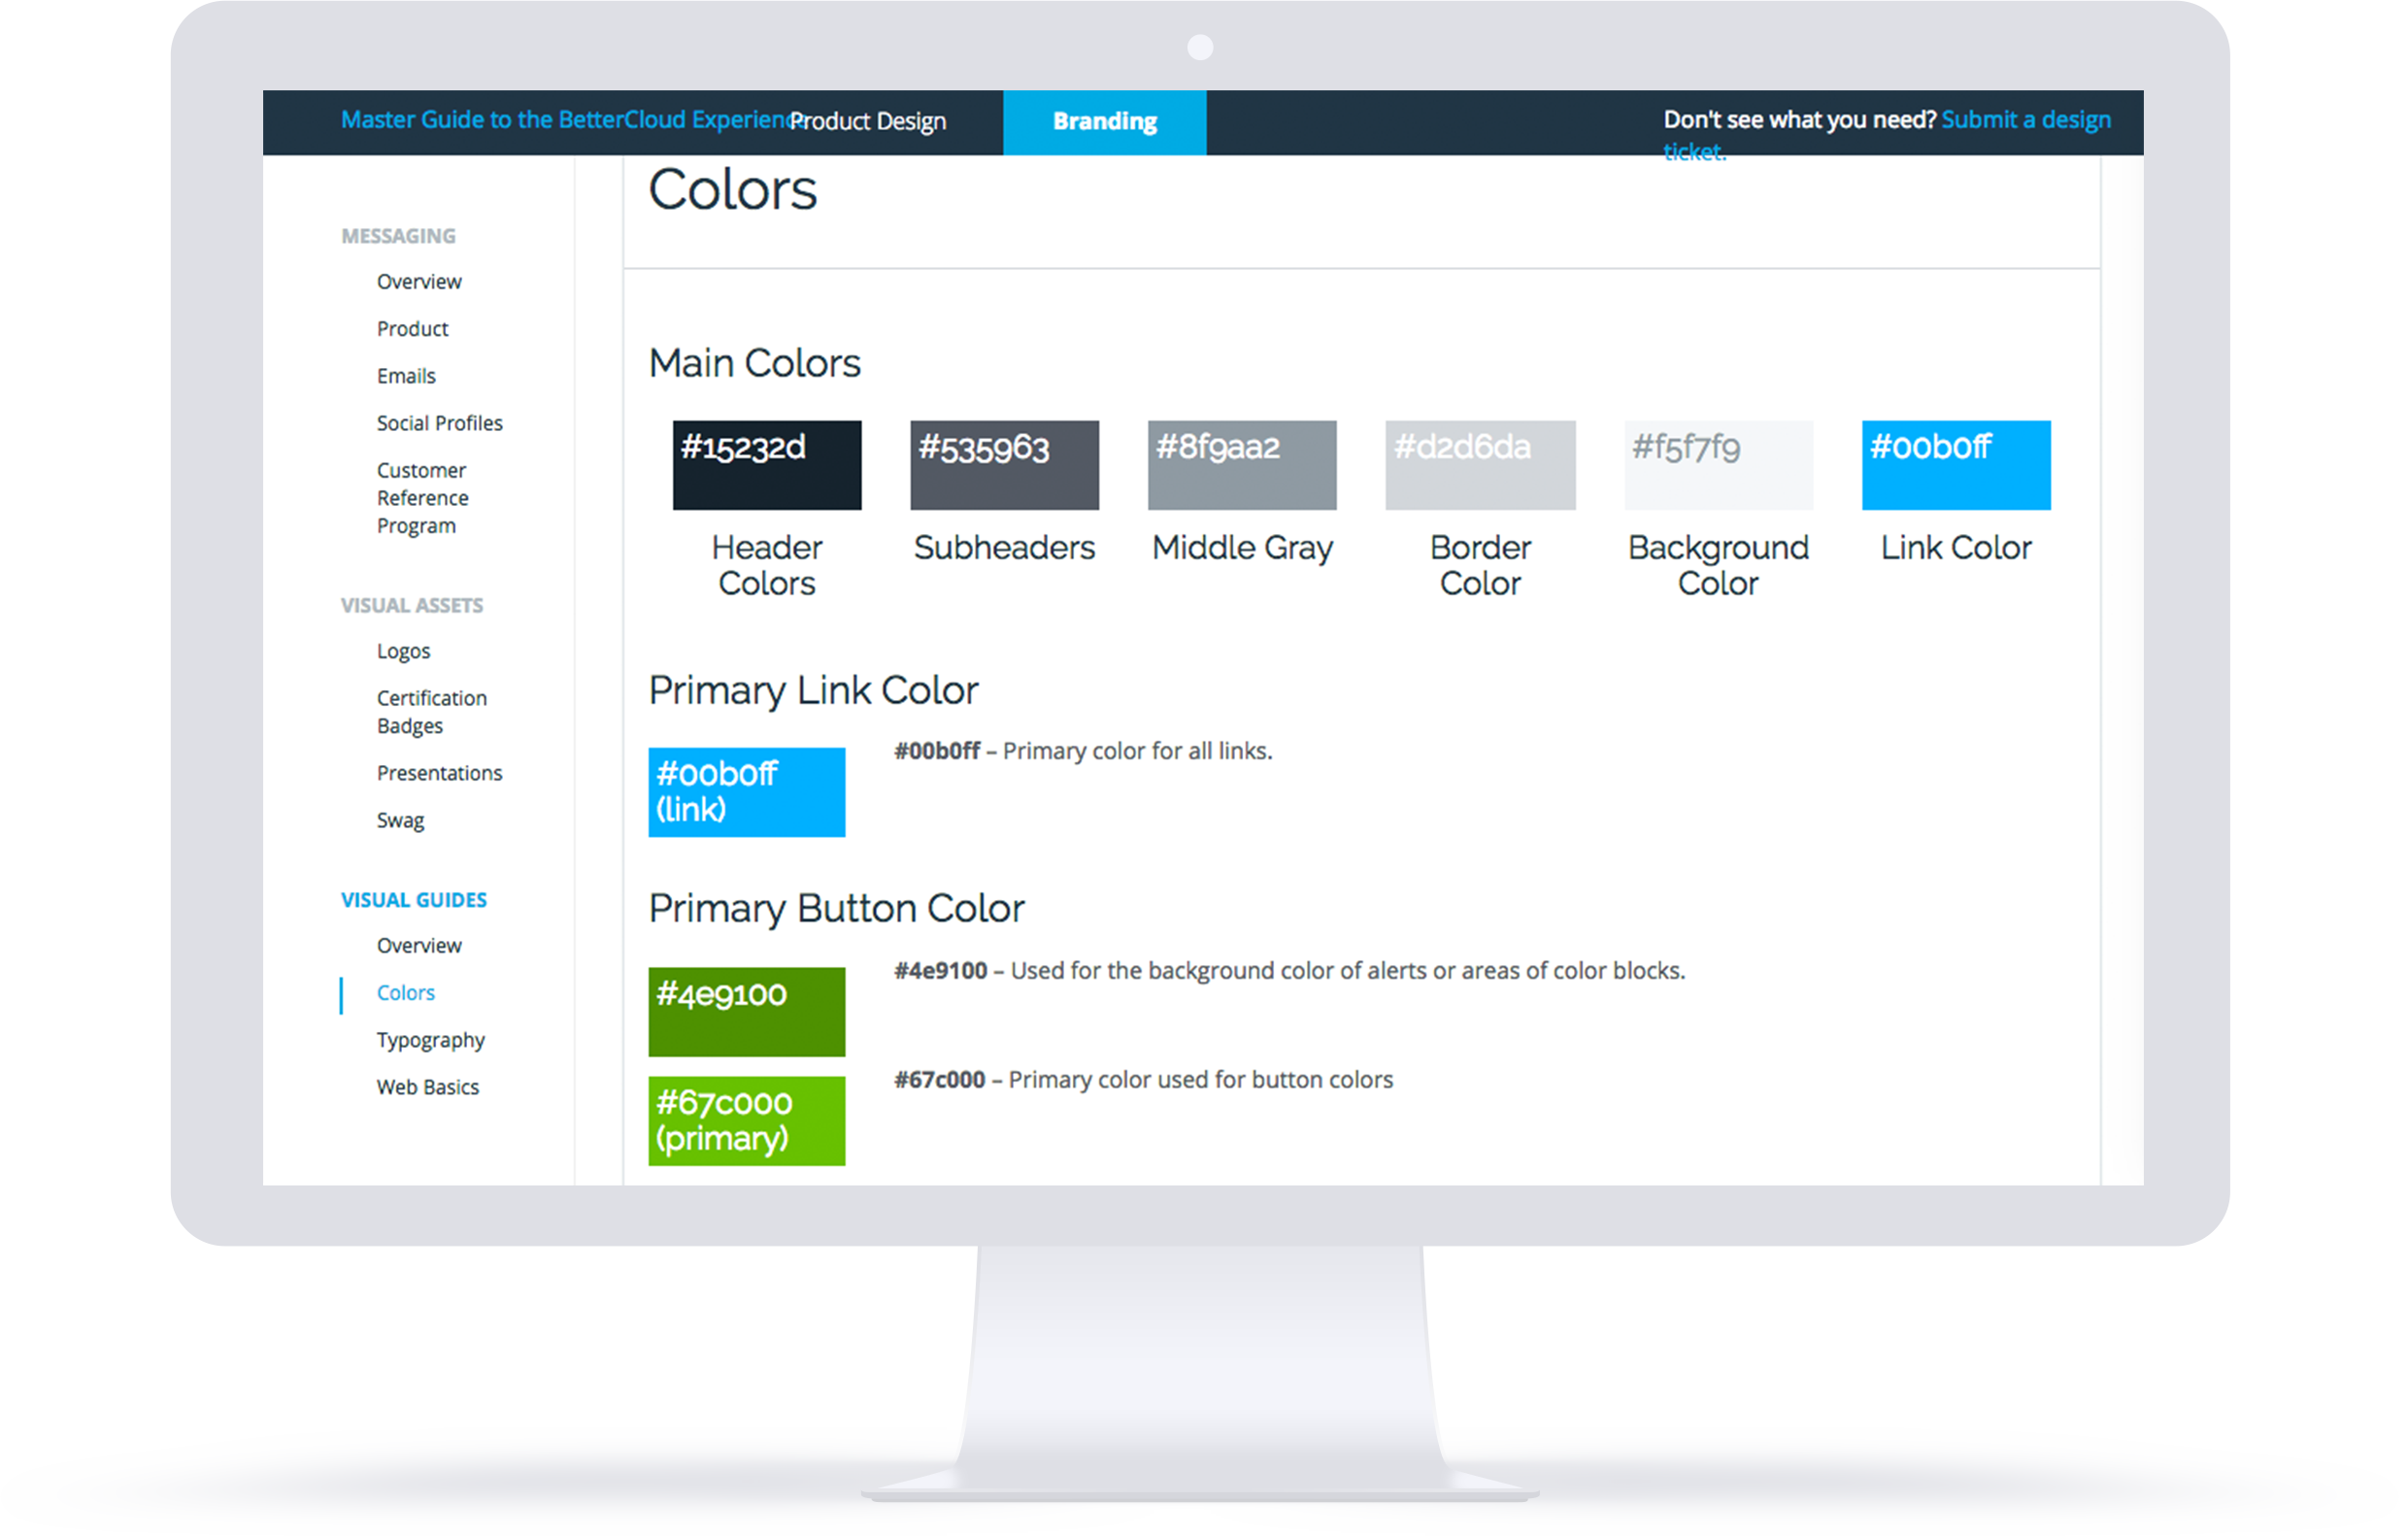 Master Guide to the BetterCloud Experience
Product Design
Branding
Don't see what you need? Submit a design
ticket.
MESSAGING
Overview
Product
Emails
Social Profiles
Customer
Reference
Program
VISUAL ASSETS
Logos
Certification
Badges
Presentations
Swag
VISUAL GUIDES
Overview
Colors
Typography
Web Basics
Colors
Main Colors
#15232d
#535963
#8f9aa2
#d2d6da
#f5f7f9
#00b0ff
Header
Colors
Subheaders
Middle Gray
Border
Color
Background
Color
Link Color
Primary Link Color
#00b0ff
(link)
#00b0ff – Primary color for all links.
Primary Button Color
#4e9100
#4e9100 – Used for the background color of alerts or areas of color blocks.
#67c000
(primary)
#67c000 – Primary color used for button colors